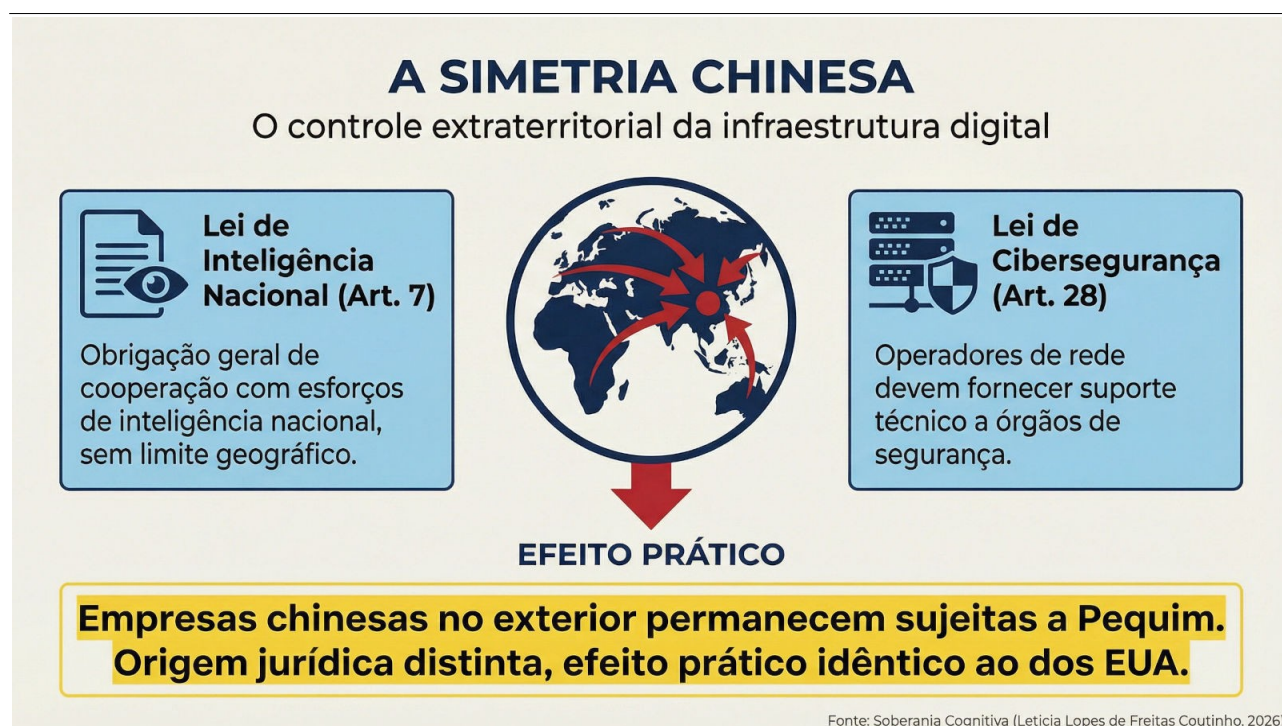 A SIMETRIA CHINESA
O controle extraterritorial da infraestrutura digital
Lei de
Inteligência
Nacional (Art. 7)
Obrigação geral de
cooperação com esforços
de inteligência nacional,
sem limite geográfico.
Lei de
Cibersegurança
(Art. 28)
Operadores de rede
devem fornecer suporte
técnico a órgãos de
segurança.
EFEITO PRÁTICO
Empresas chinesas no exterior permanecem sujeitas a Pequim.
Origem jurídica distinta, efeito prático idêntico ao dos EUA.
Fonte: Soberania Cognitiva (Leticia Lopes de Freitas Coutinho, 2026)